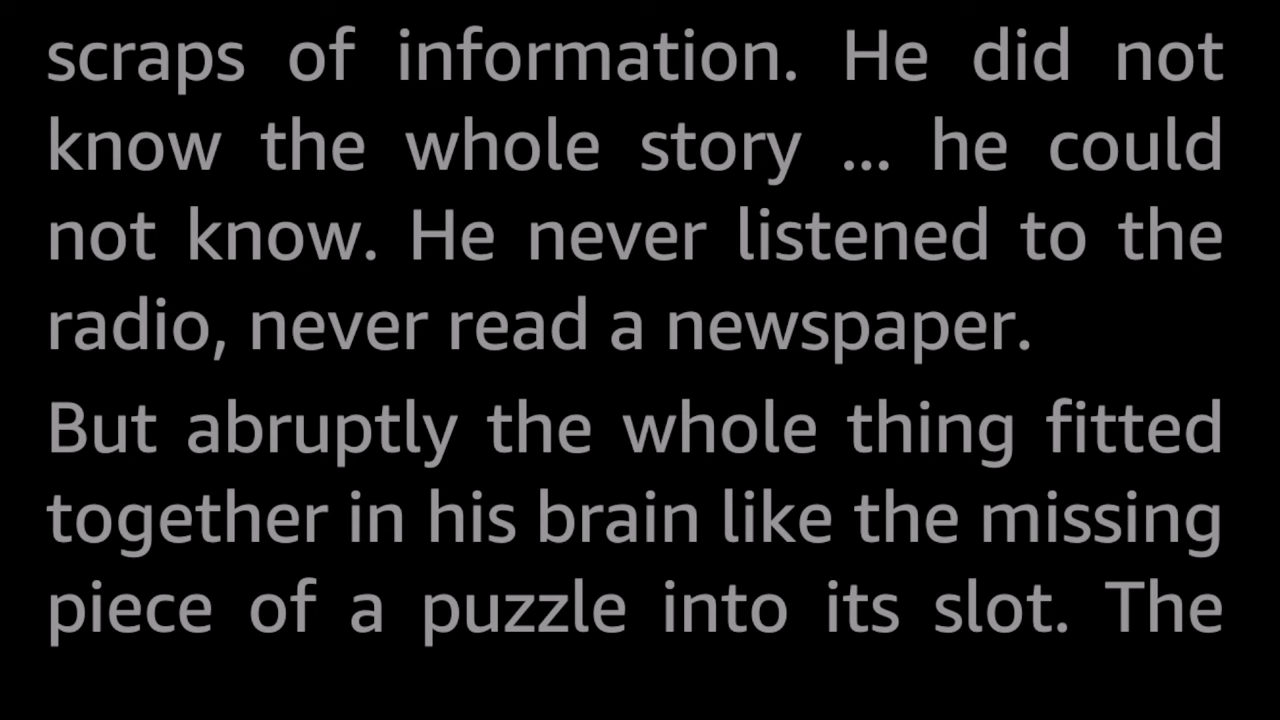 scraps of information. He did not
know the whole story ... he could
not know. He never listened to the
radio, never read a newspaper.
But abruptly the whole thing fitted
together in his brain like the missing
piece of a puzzle into its slot. The